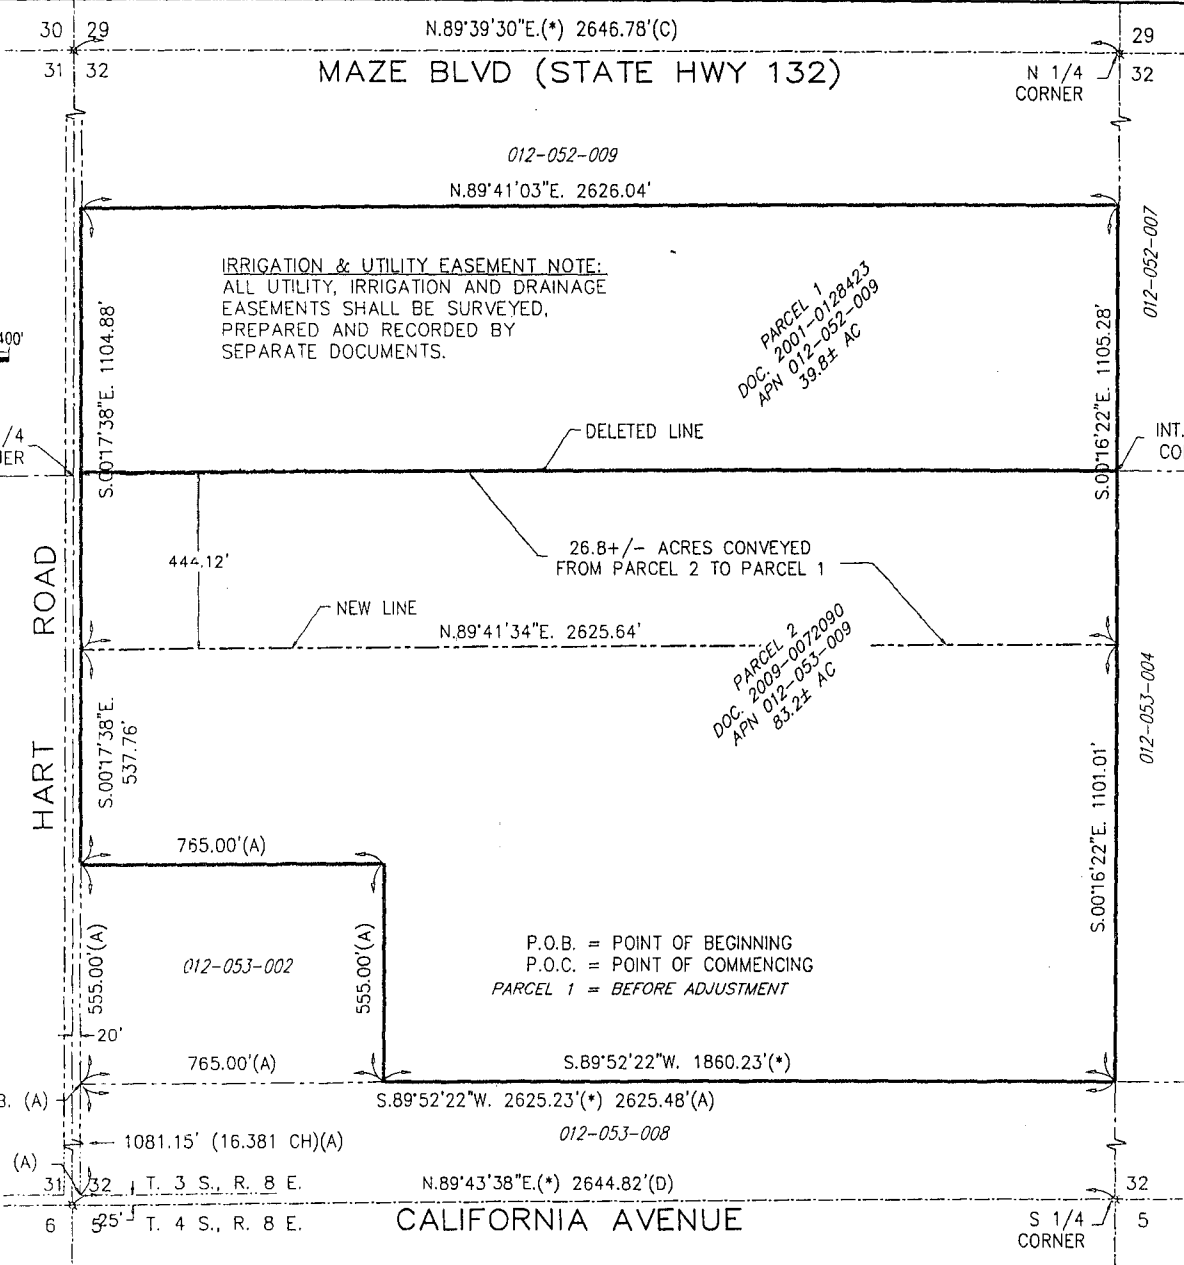 30 29
N.89°39'30"E.(*) 2646.78'(C)
29
31 32
MAZE BLVD (STATE HWY 132)
N 1/4
CORNER
32
012-052-009
N.89°41'03"E. 2626.04'
012-052-007
IRRIGATION & UTILITY EASEMENT NOTE:
ALL UTILITY, IRRIGATION AND DRAINAGE
EASEMENTS SHALL BE SURVEYED,
PREPARED AND RECORDED BY
SEPARATE DOCUMENTS.
PARCEL 1
DOC. 2001-0128423
APN 012-052-009
39.8± AC
400'
S.00°17'38"E. 1104.88'
S.00°16'22"E. 1105.28'
/4
DELETED LINE
INT.
CO
444.12'
26.8+/- ACRES CONVEYED
FROM PARCEL 2 TO PARCEL 1
HART ROAD
NEW LINE
N.89°41'34"E. 2625.64'
PARCEL 2
DOC. 2009-0072090
APN 012-053-009
83.2± AC
012-053-004
S.00°17'38"E.
537.76'
S.00°16'22"E. 1101.01'
765.00'(A)
555.00'(A)
012-053-002
555.00'(A)
P.O.B. = POINT OF BEGINNING
P.O.C. = POINT OF COMMENCING
PARCEL 1 = BEFORE ADJUSTMENT
20'
765.00'(A)
S.89°52'22"W. 1860.23'(*)
B. (A)
S.89°52'22"W. 2625.23'(*) 2625.48'(A)
012-053-008
1081.15' (16.381 CH)(A)
(A)
31 32 T. 3 S., R. 8 E.
N.89°43'38"E.(*) 2644.82'(D)
32
6 5 25' T. 4 S., R. 8 E.
CALIFORNIA AVENUE
S 1/4
CORNER
5